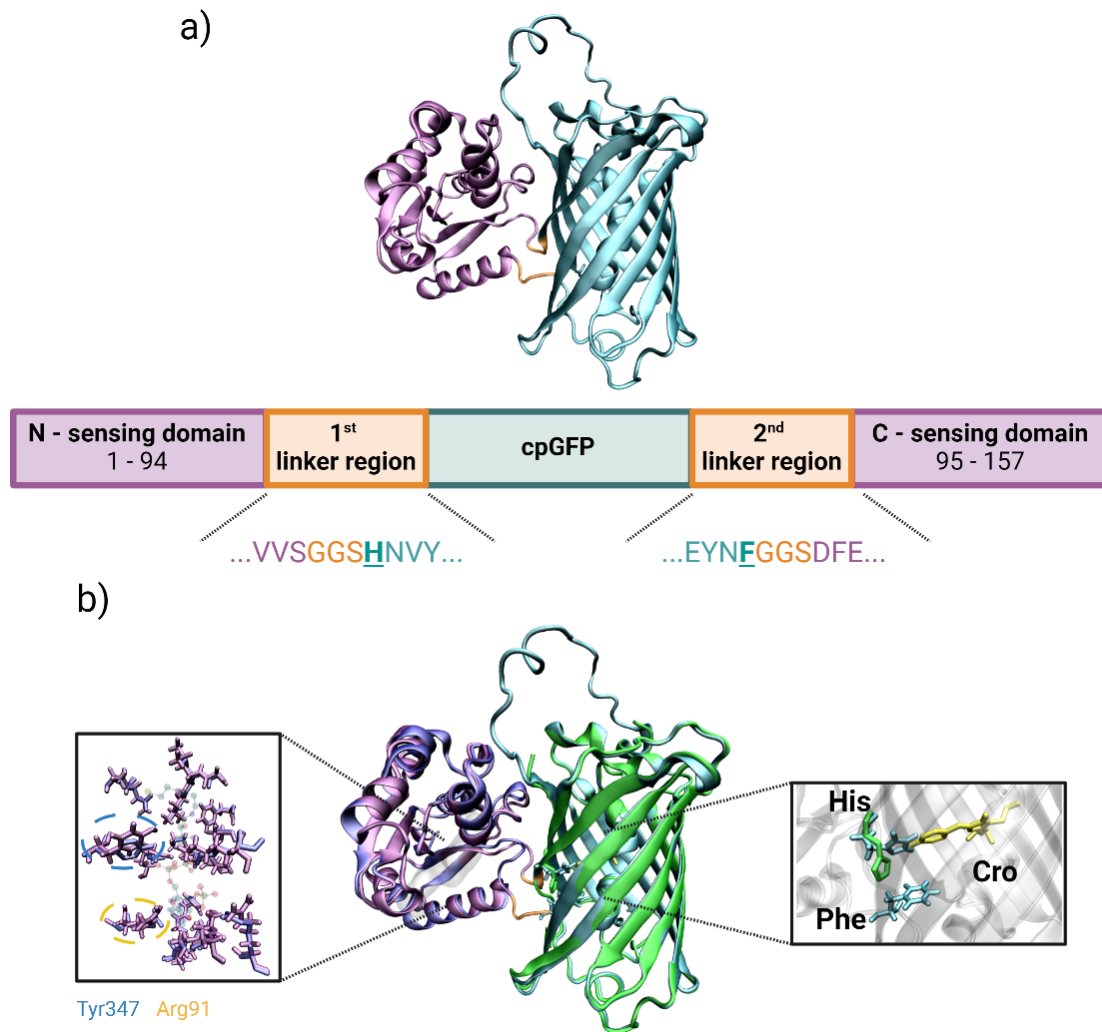 a)
N - sensing domain
1 - 94
1st
linker region
cpGFP
2nd
linker region
C - sensing domain
95 - 157
...VVSGGSHNVY...
...EYNFGGSDFE...
b)
His
Cro
Phe
Tyr347 Arg91